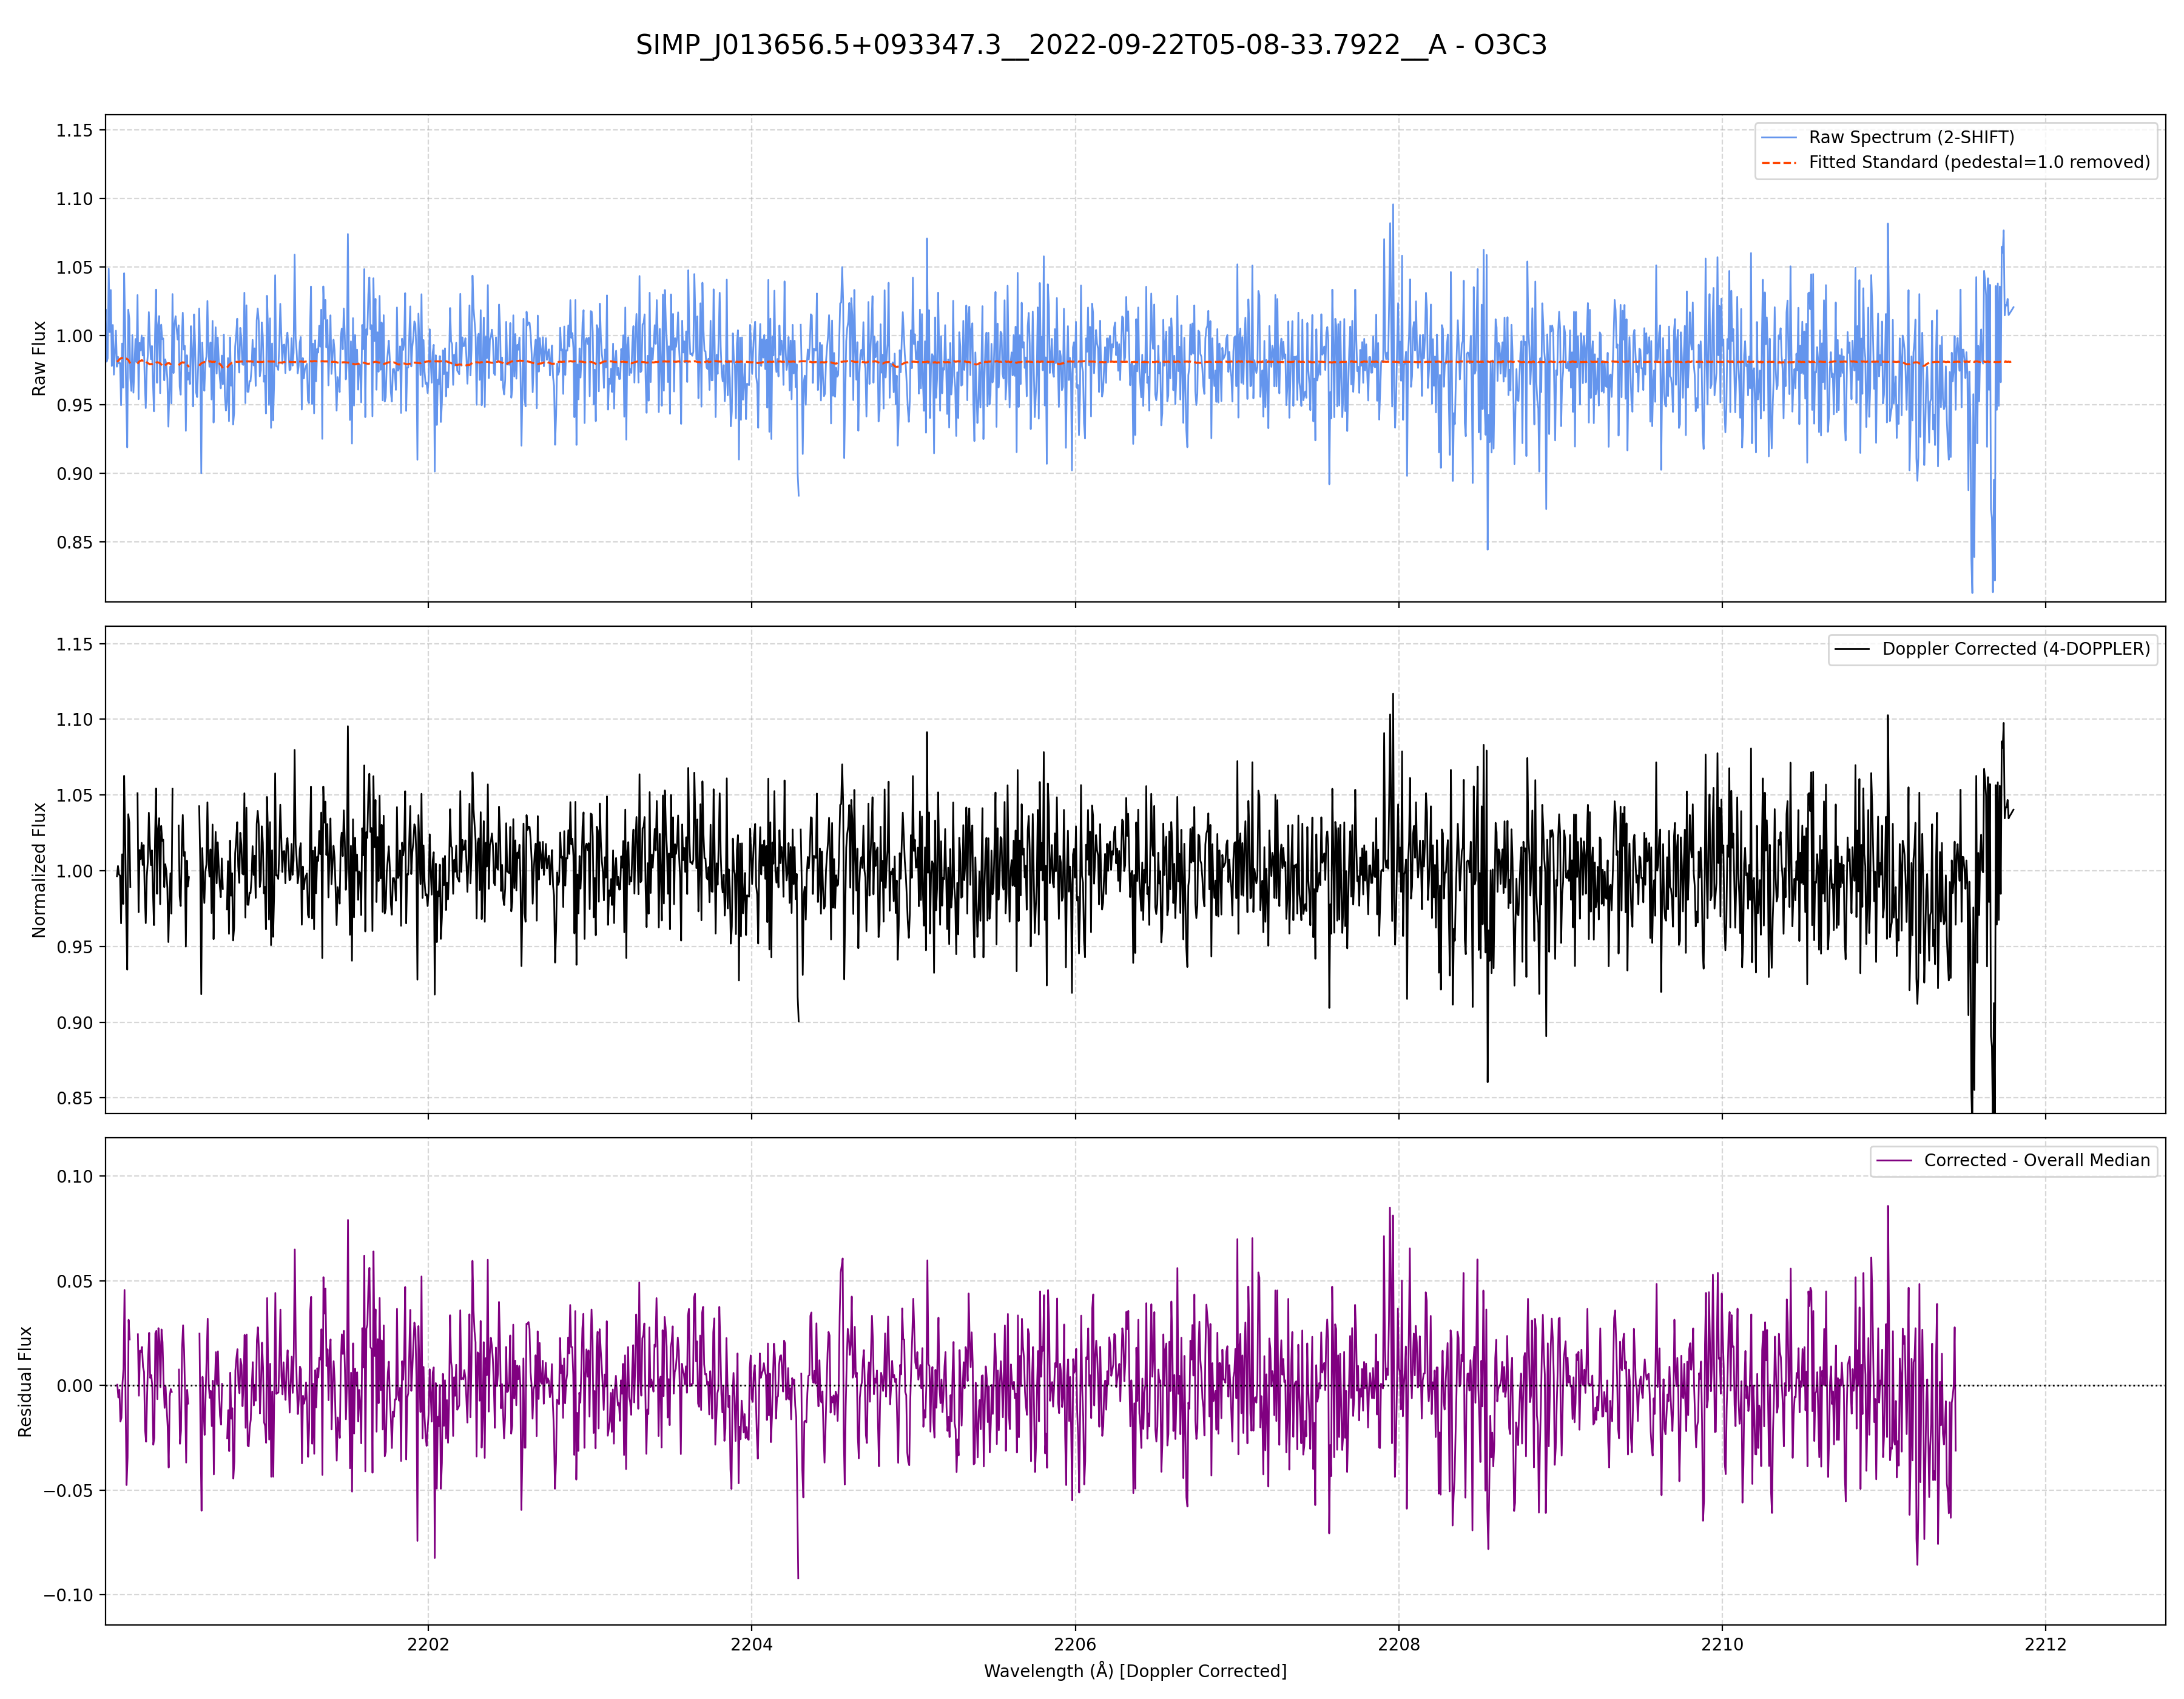 SIMP_J013656.5+093347.3__2022-09-22T05-08-33.7922__A - O3C3
Raw Flux
1.15
1.10
1.05
1.00
0.95
0.90
0.85
Raw Spectrum (2-SHIFT)
Fitted Standard (pedestal=1.0 removed)
Normalized Flux
1.15
1.10
1.05
1.00
0.95
0.90
0.85
Doppler Corrected (4-DOPPLER)
Residual Flux
0.10
0.05
0.00
−0.05
−0.10
Corrected - Overall Median
2202 2204 2206 2208 2210 2212
Wavelength (Å) [Doppler Corrected]